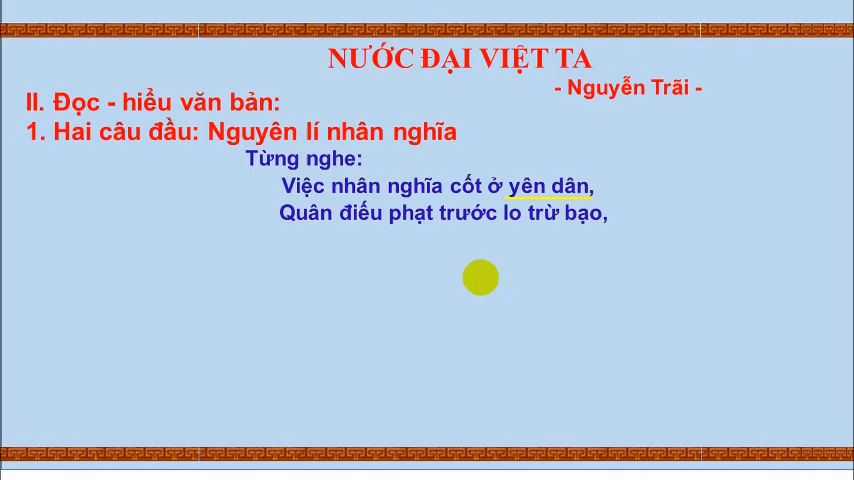 NƯỚC ĐẠI VIỆT TA
- Nguyễn Trãi -
II. Đọc - hiểu văn bản:
1. Hai câu đầu: Nguyên lí nhân nghĩa
Từng nghe:
Việc nhân nghĩa cốt ở yên dân,
Quân điếu phạt trước lo trừ bạo,